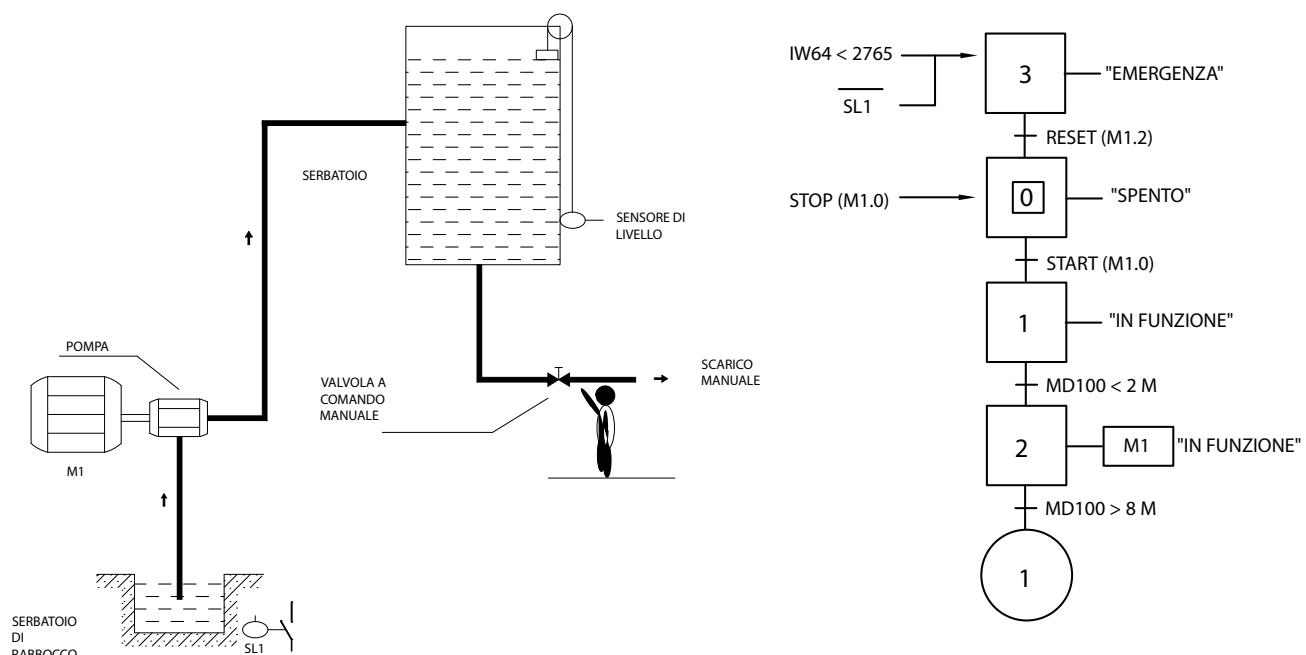 SERBATOIO
SENSORE DI
LIVELLO
POMPA
M1
VALVOLA A
COMANDO
MANUALE
SCARICO
MANUALE
SERBATOIO
DI
RABBOCCO
SL1
IW64 < 2765
SL1
3
"EMERGENZA"
RESET (M1.2)
STOP (M1.0)
0
"SPENTO"
START (M1.0)
1
"IN FUNZIONE"
MD100 < 2 M
2
M1
"IN FUNZIONE"
MD100 > 8 M
1